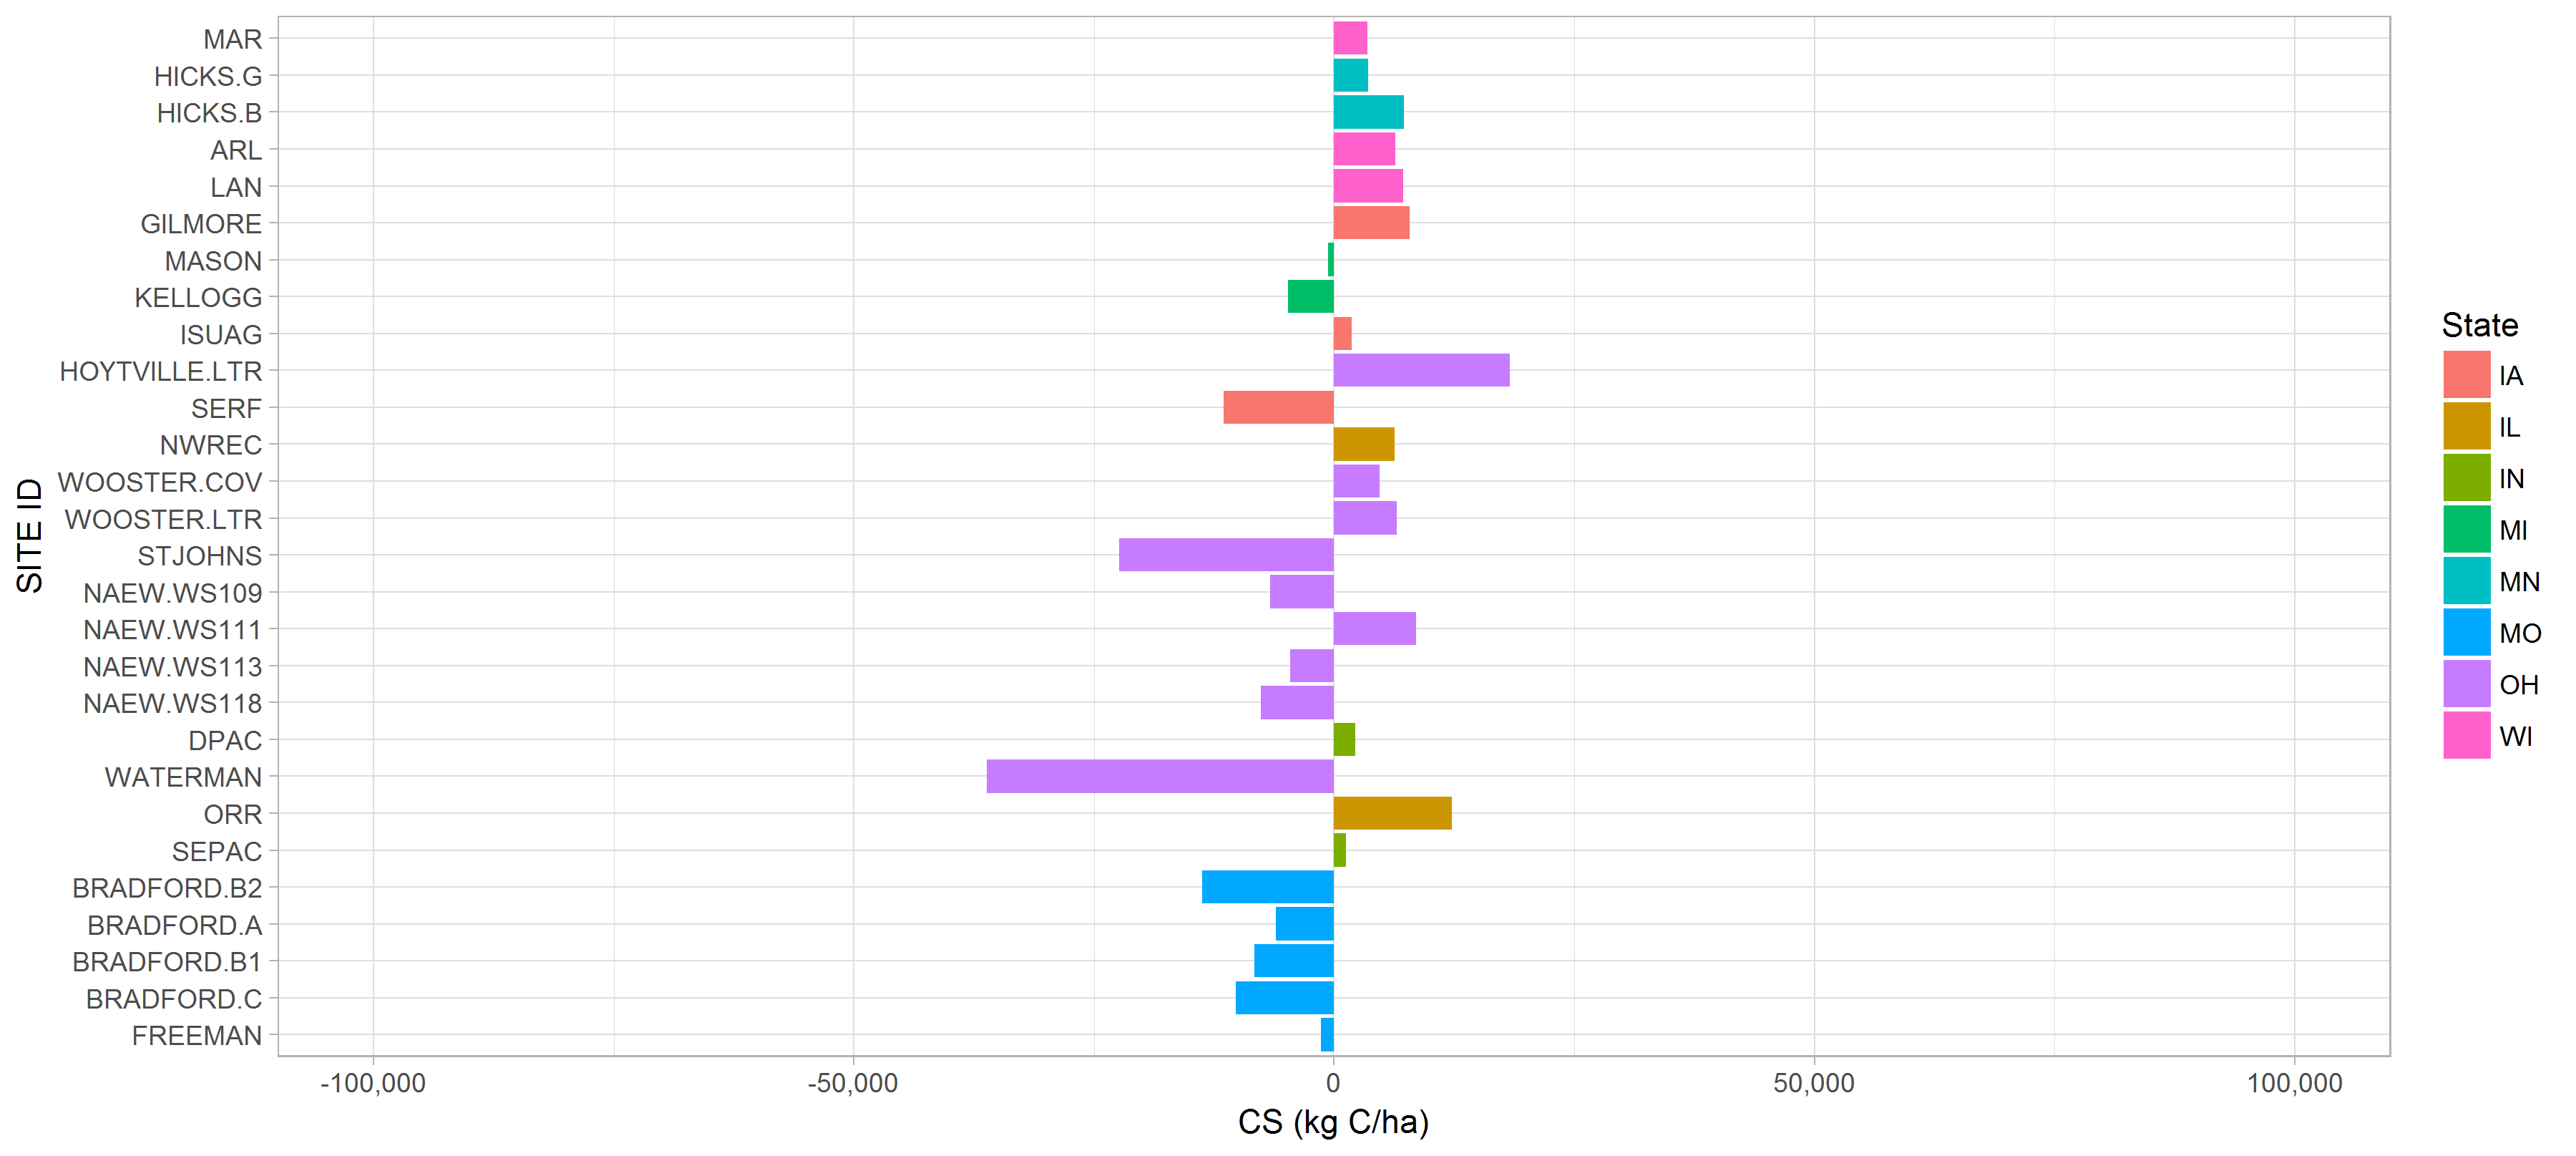 MAR
HICKS.G
HICKS.B
ARL
LAN
GILMORE
MASON
KELLOGG
ISUAG
HOYTVILLE.LTR
SERF
NWREC
WOOSTER.COV
WOOSTER.LTR
STJOHNS
NAEW.WS109
NAEW.WS111
NAEW.WS113
NAEW.WS118
DPAC
WATERMAN
ORR
SEPAC
BRADFORD.B2
BRADFORD.A
BRADFORD.B1
BRADFORD.C
FREEMAN
SITE ID
-100,000 -50,000 0 50,000 100,000
CS (kg C/ha)
State
IA
IL
IN
MI
MN
MO
OH
WI